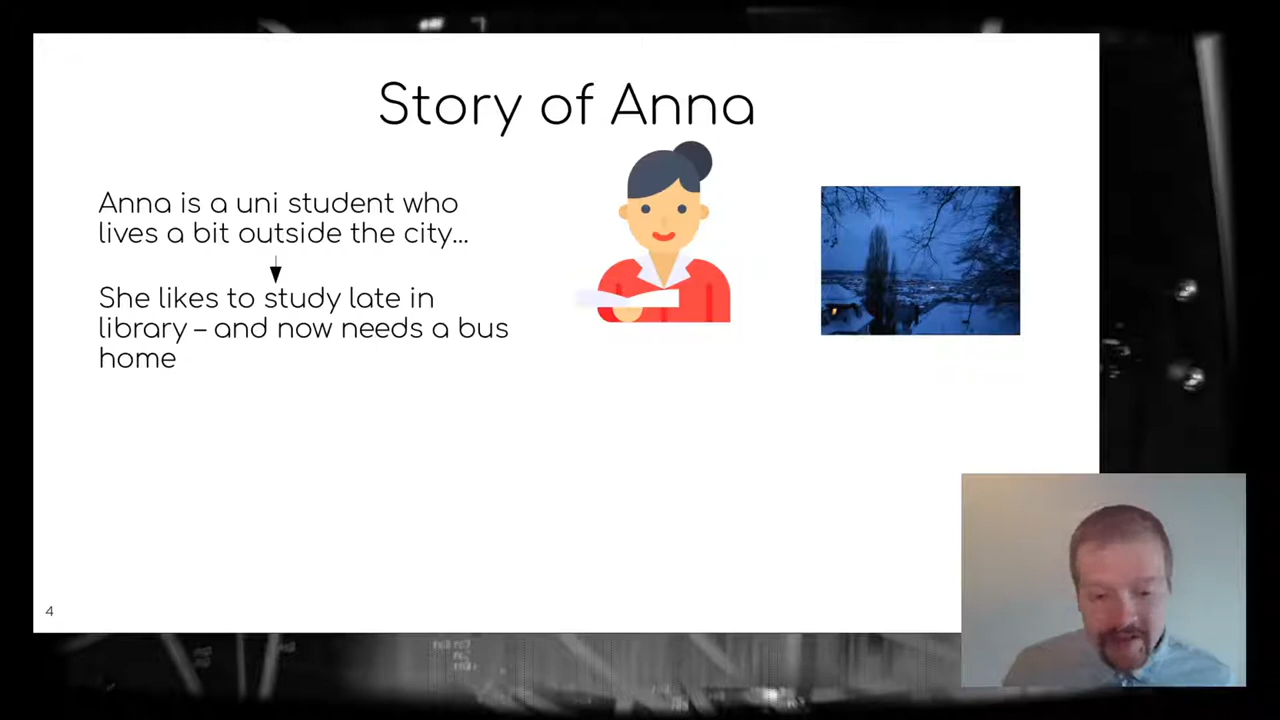 Story of Anna
Anna is a uni student who
lives a bit outside the city...
She likes to study late in
library – and now needs a bus
home
4